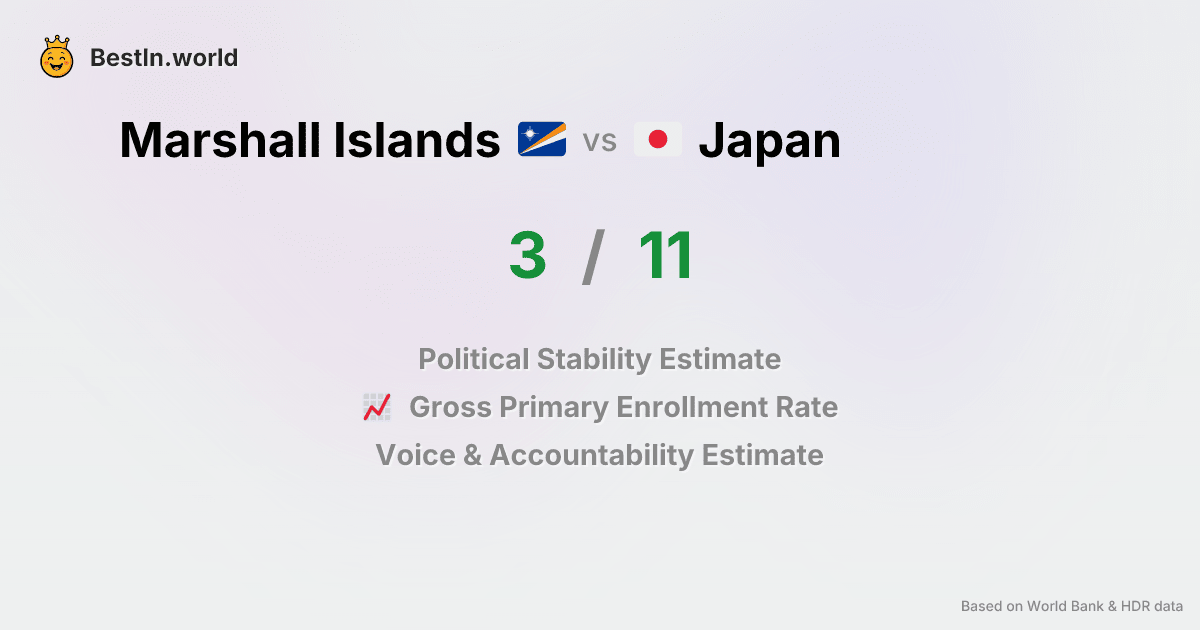 BestIn.world
Marshall Islands vs Japan
3 / 11
Political Stability Estimate
Gross Primary Enrollment Rate
Voice & Accountability Estimate
Based on World Bank & HDR data